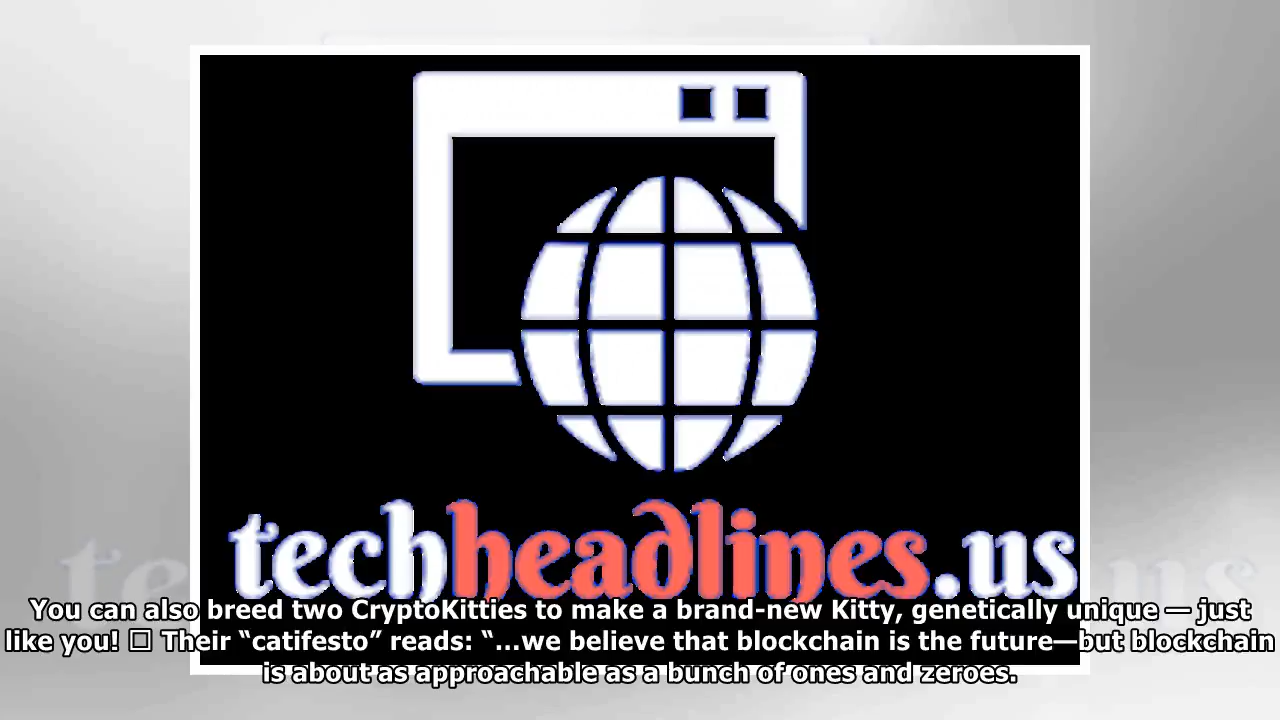 techheadlines.us
You can also breed two CryptoKitties to make a brand-new Kitty, genetically unique — just
like you! □ Their “catifesto” reads: “...we believe that blockchain is the future—but blockchain
is about as approachable as a bunch of ones and zeroes.